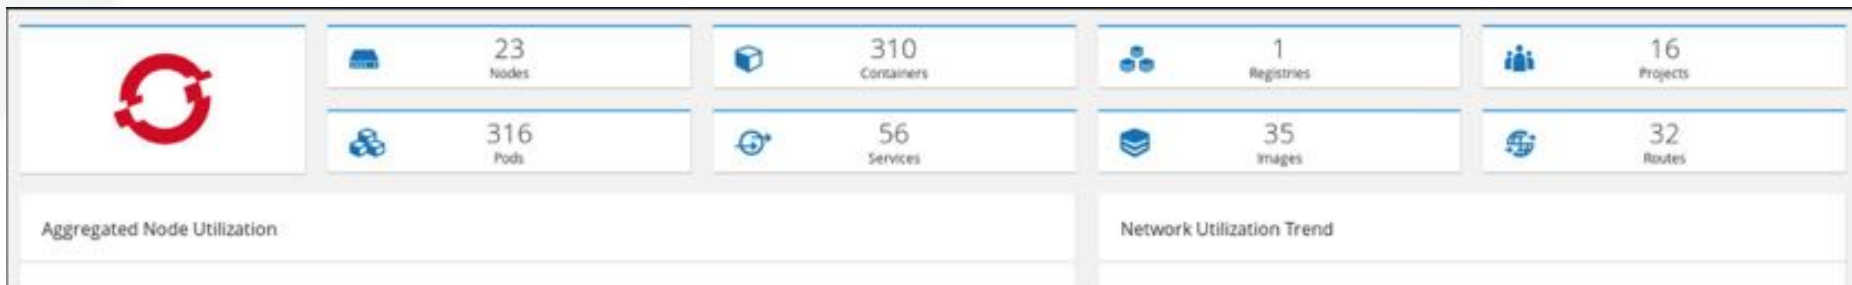 23
Nodes
310
Containers
1
Registries
16
Projects
316
Pods
56
Services
35
Images
32
Routes
Aggregated Node Utilization
Network Utilization Trend